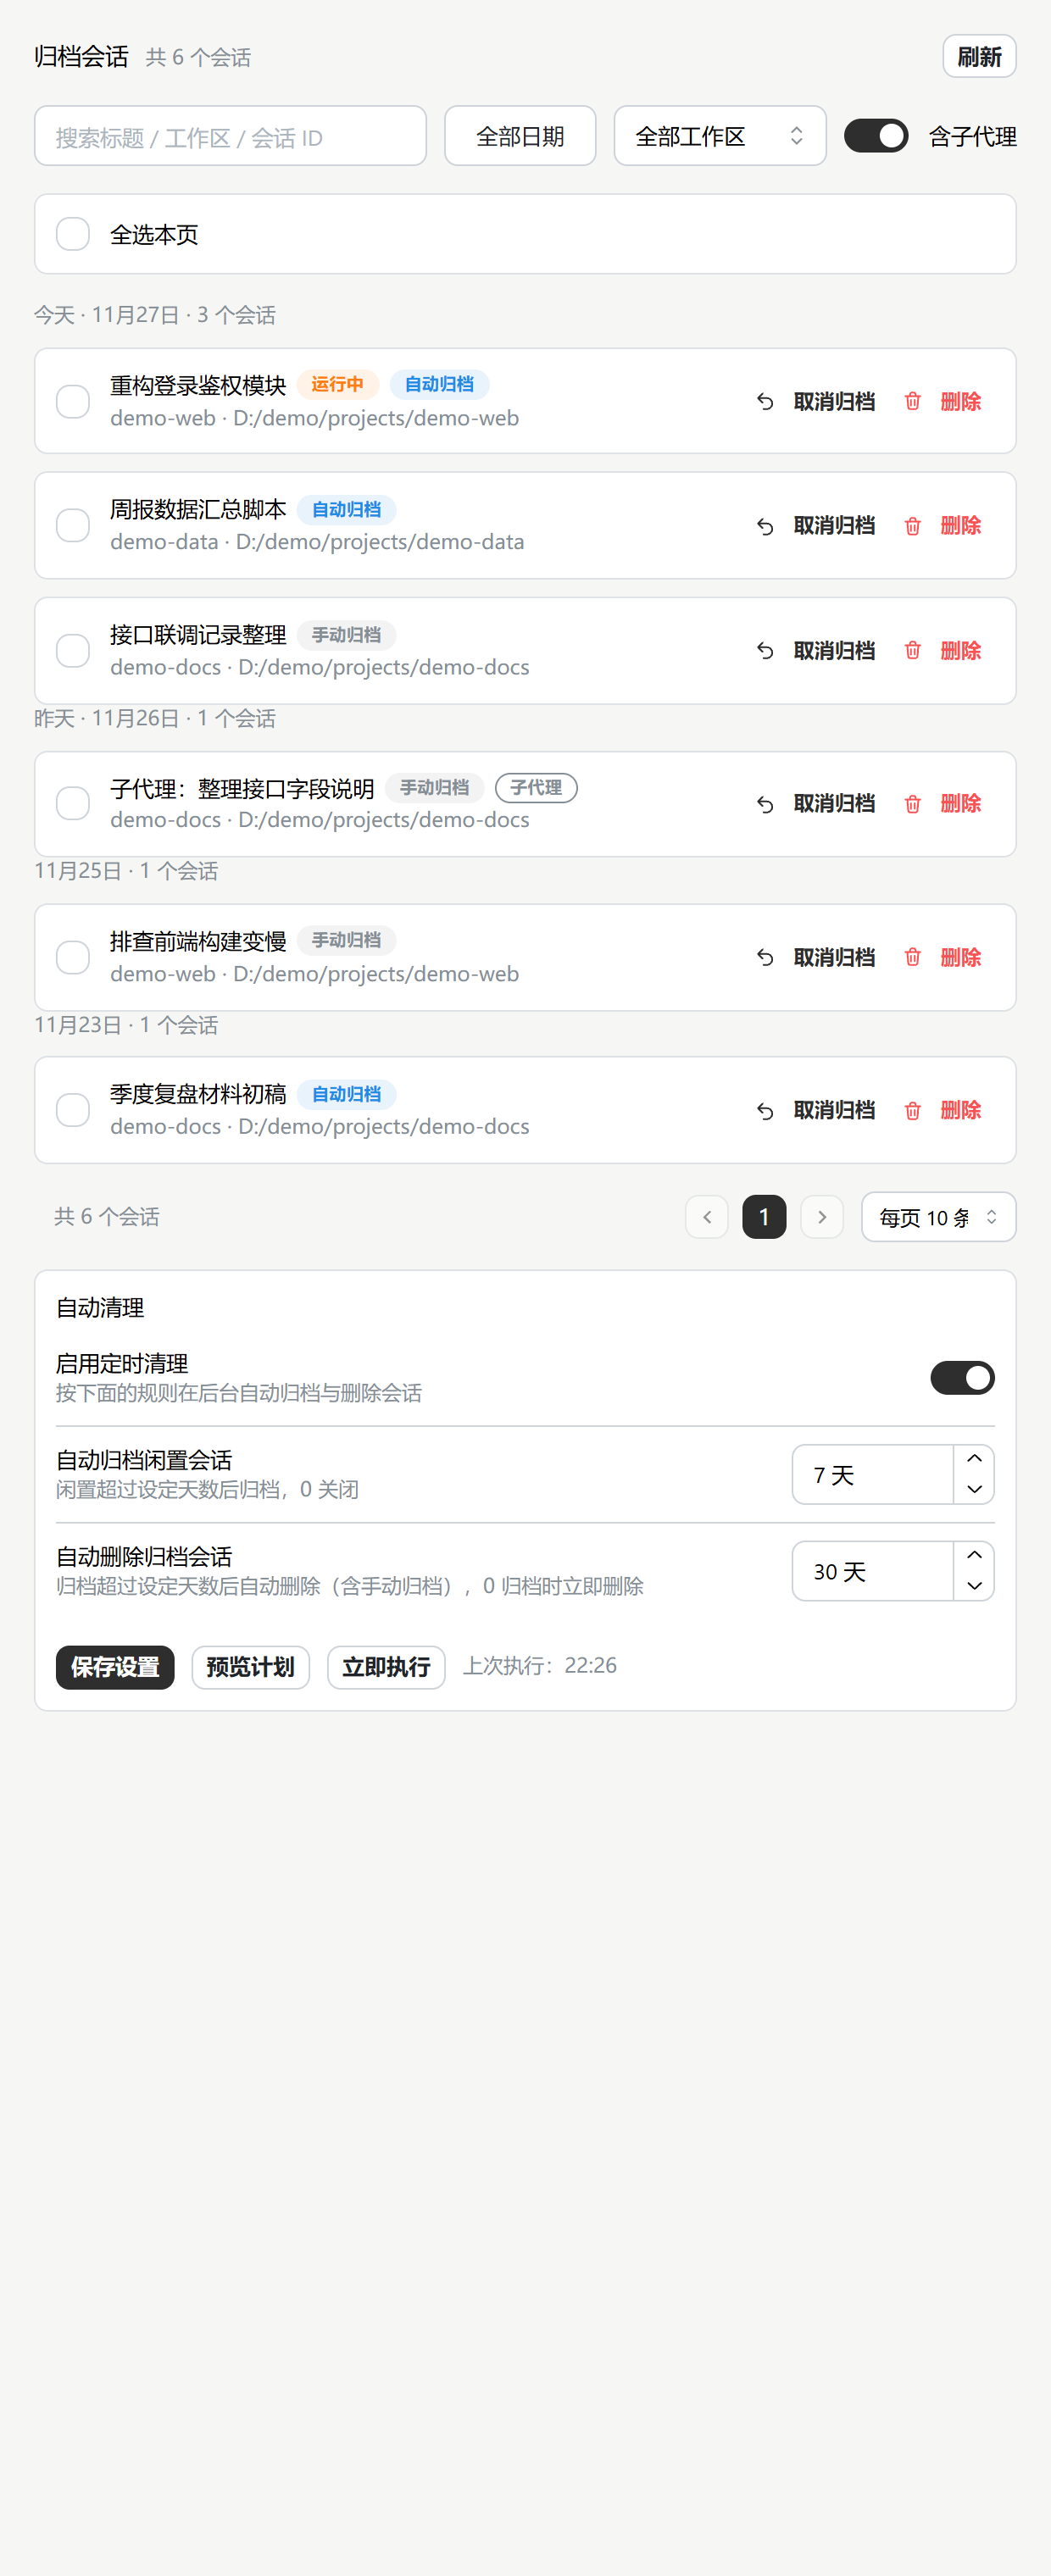 归档会话 共 6 个会话 刷新
搜索标题 / 工作区 / 会话 ID 全部日期 全部工作区 含子代理
全选本页
今天 · 11月27日 · 3 个会话
重构登录鉴权模块 运行中 自动归档
demo-web · D:/demo/projects/demo-web
取消归档 删除
周报数据汇总脚本 自动归档
demo-data · D:/demo/projects/demo-data
取消归档 删除
接口联调记录整理 手动归档
demo-docs · D:/demo/projects/demo-docs
取消归档 删除
昨天 · 11月26日 · 1 个会话
子代理：整理接口字段说明 手动归档 子代理
demo-docs · D:/demo/projects/demo-docs
取消归档 删除
11月25日 · 1 个会话
排查前端构建变慢 手动归档
demo-web · D:/demo/projects/demo-web
取消归档 删除
11月23日 · 1 个会话
季度复盘材料初稿 自动归档
demo-docs · D:/demo/projects/demo-docs
取消归档 删除
共 6 个会话 1 每页 10 条
自动清理
启用定时清理
按下面的规则在后台自动归档与删除会话
自动归档闲置会话
闲置超过设定天数后归档，0 关闭
7 天
自动删除归档会话
归档超过设定天数后自动删除（含手动归档），0 归档时立即删除
30 天
保存设置 预览计划 立即执行 上次执行：22:26